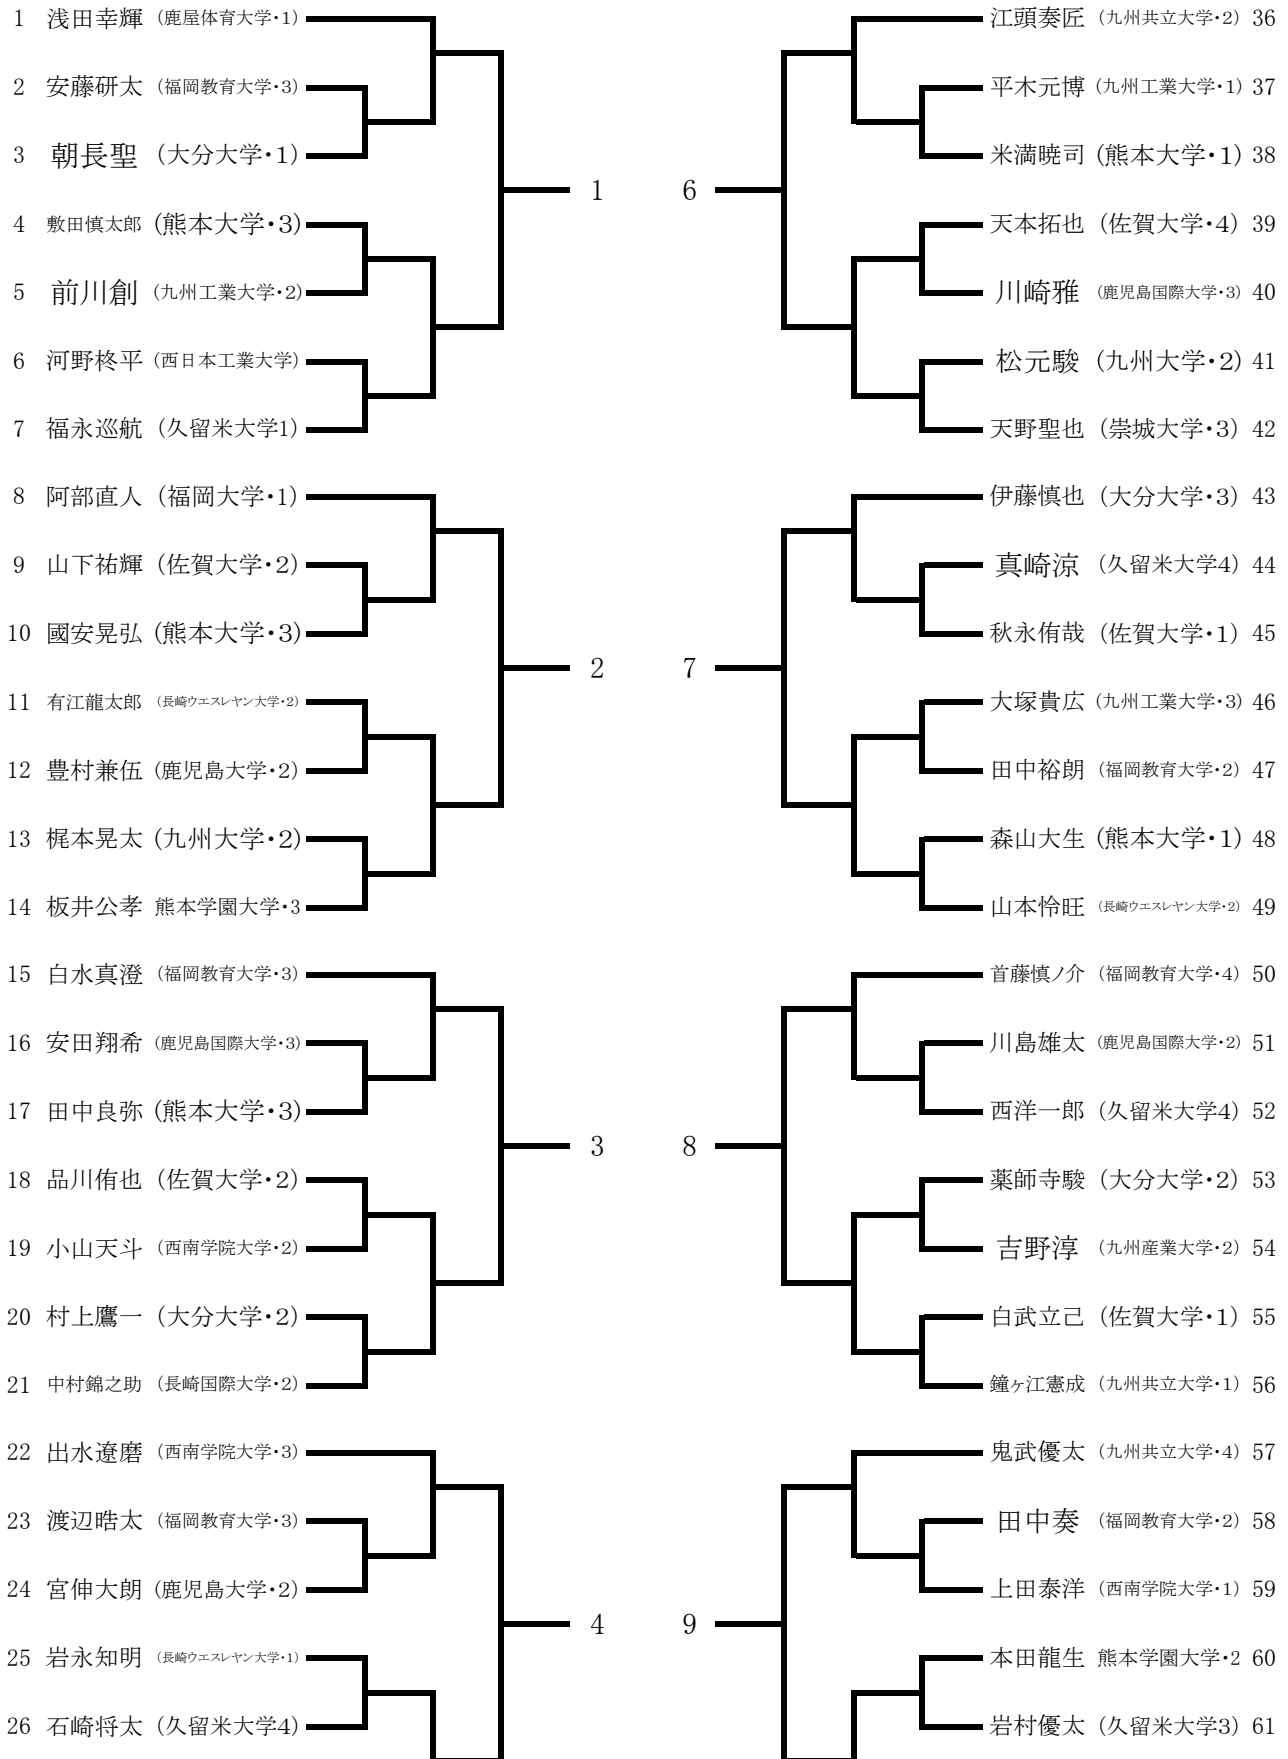 1 浅田幸輝 (鹿屋体育大学・1)
2 安藤研太 (福岡教育大学・3)
3 朝長聖 (大分大学・1)
1
4 敷田慎太郎 (熊本大学・3)
5 前川創 (九州工業大学・2)
6 河野柊平 (西日本工業大学)
7 福永巡航 (久留米大学1)
8 阿部直人 (福岡大学・1)
9 山下祐輝 (佐賀大学・2)
10 國安晃弘 (熊本大学・3)
2
11 有江龍太郎 (長崎ウエスレヤン大学・2)
12 豊村兼伍 (鹿児島大学・2)
13 梶本晃太 (九州大学・2)
14 板井公孝 熊本学園大学・3
15 白水真澄 (福岡教育大学・3)
16 安田翔希 (鹿児島国際大学・3)
17 田中良弥 (熊本大学・3)
3
18 品川侑也 (佐賀大学・2)
19 小山天斗 (西南学院大学・2)
20 村上鷹一 (大分大学・2)
21 中村錦之助 (長崎国際大学・2)
22 出水遼磨 (西南学院大学・3)
23 渡辺晧太 (福岡教育大学・3)
24 宮伸大朗 (鹿児島大学・2)
4
25 岩永知明 (長崎ウエスレヤン大学・1)
26 石崎将太 (久留米大学4)
江頭奏匠 (九州共立大学・2) 36
平木元博 (九州工業大学・1) 37
米満暁司 (熊本大学・1) 38
6
天本拓也 (佐賀大学・4) 39
川崎雅 (鹿児島国際大学・3) 40
松元駿 (九州大学・2) 41
天野聖也 (崇城大学・3) 42
伊藤慎也 (大分大学・3) 43
真崎涼 (久留米大学4) 44
秋永侑哉 (佐賀大学・1) 45
7
大塚貴広 (九州工業大学・3) 46
田中裕朗 (福岡教育大学・2) 47
森山大生 (熊本大学・1) 48
山本怜旺 (長崎ウエスレヤン大学・2) 49
首藤慎ノ介 (福岡教育大学・4) 50
川島雄太 (鹿児島国際大学・2) 51
西洋一郎 (久留米大学4) 52
8
薬師寺駿 (大分大学・2) 53
吉野淳 (九州産業大学・2) 54
白武立己 (佐賀大学・1) 55
鐘ヶ江憲成 (九州共立大学・1) 56
鬼武優太 (九州共立大学・4) 57
田中奏 (福岡教育大学・2) 58
上田泰洋 (西南学院大学・1) 59
9
本田龍生 熊本学園大学・2 60
岩村優太 (久留米大学3) 61